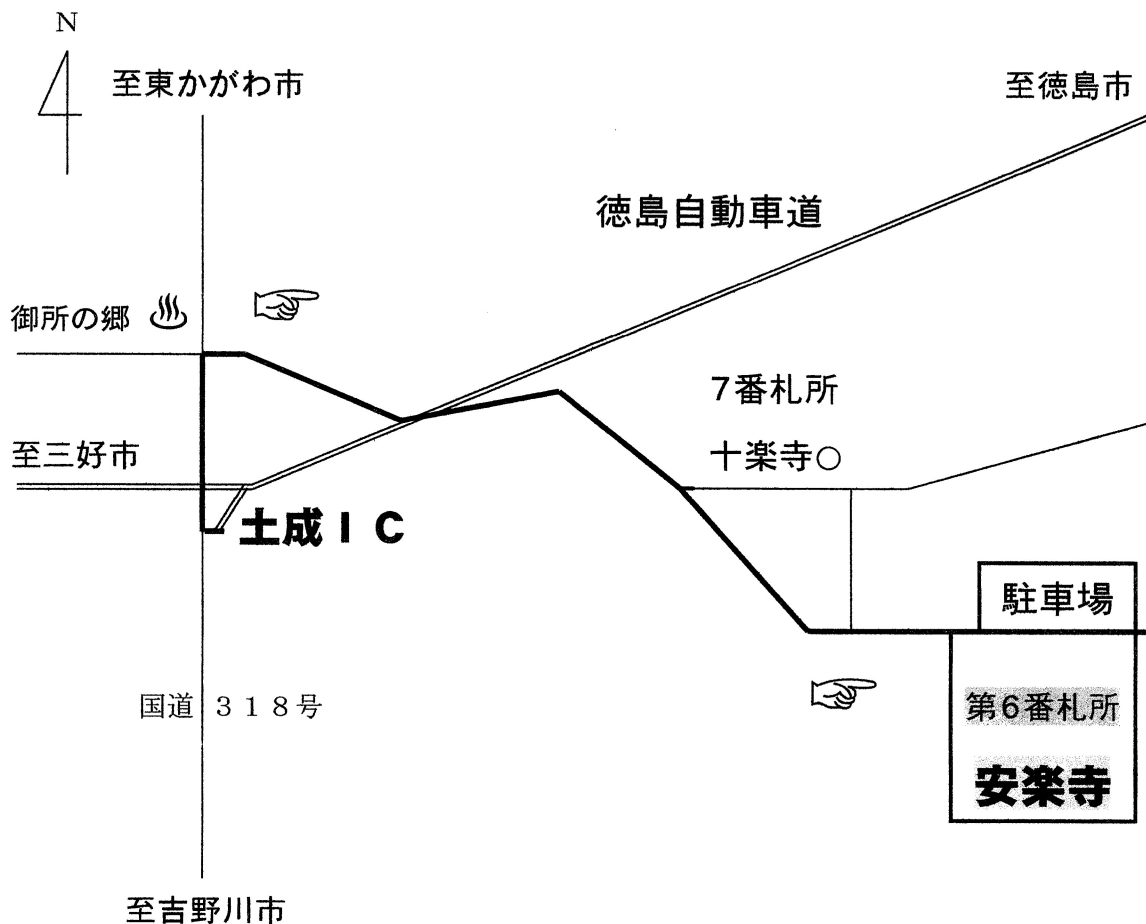 N
至東かがわ市
至徳島市
徳島自動車道
御所の郷
7番札所
至三好市
十楽寺○
土成ＩＣ
駐車場
国道 ３１８号
第6番札所
安楽寺
至吉野川市